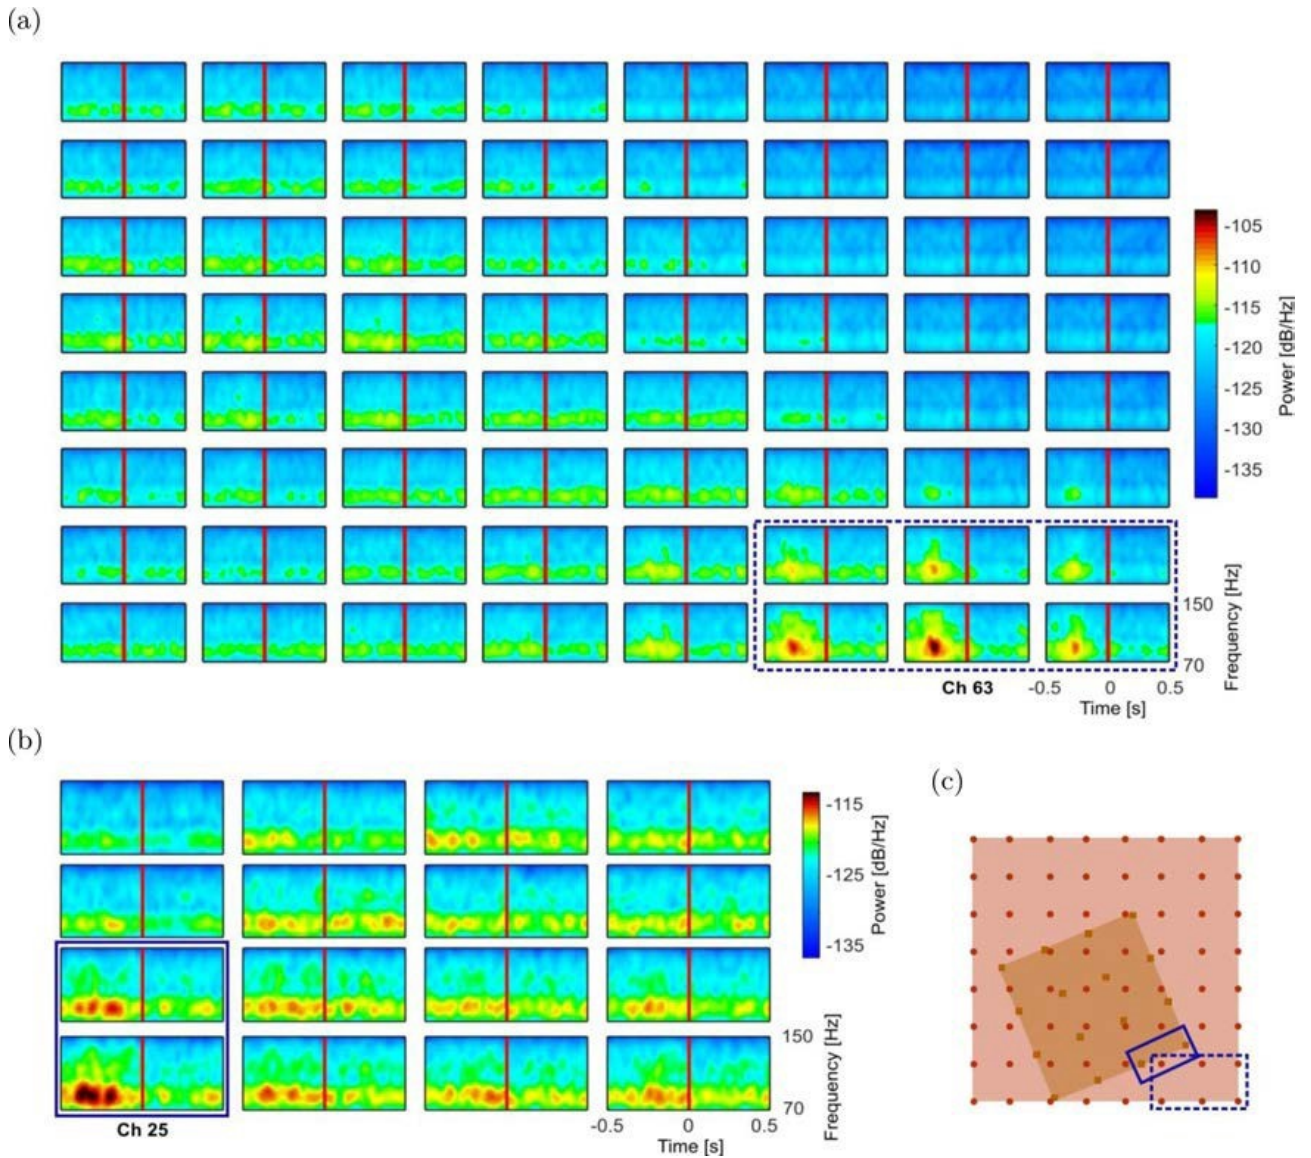 (a)
-105
-110
-115
-120
-125
-130
-135
Power [dB/Hz]
150
70
Frequency [Hz]
Ch 63
-0.5 0 0.5
Time [s]
(b)
-115
-125
-135
Power [dB/Hz]
150
70
Frequency [Hz]
Ch 25
-0.5 0 0.5
Time [s]
(c)